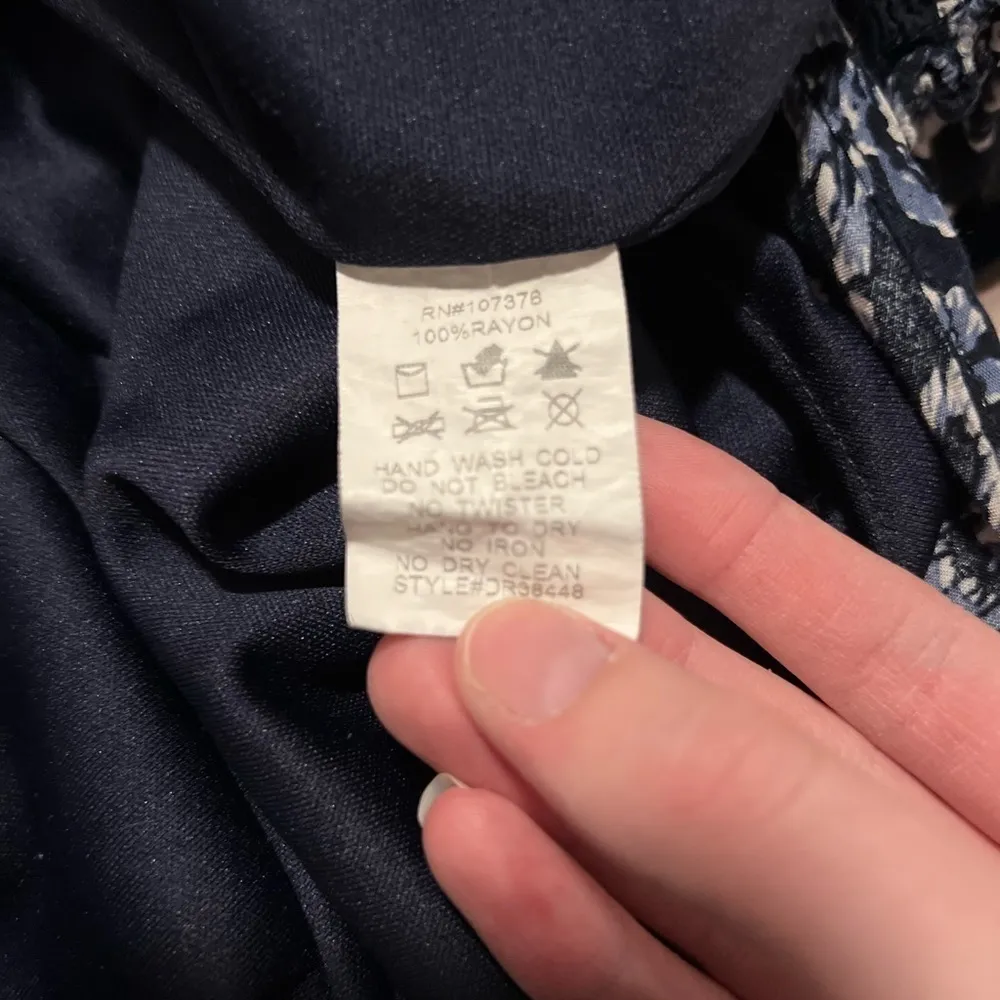 RN#107378
100%RAYON
HAND WASH COLD
DO NOT BLEACH
NO TWISTER
HANG TO DRY
NO IRON
NO DRY CLEAN
STYLE#DR38448